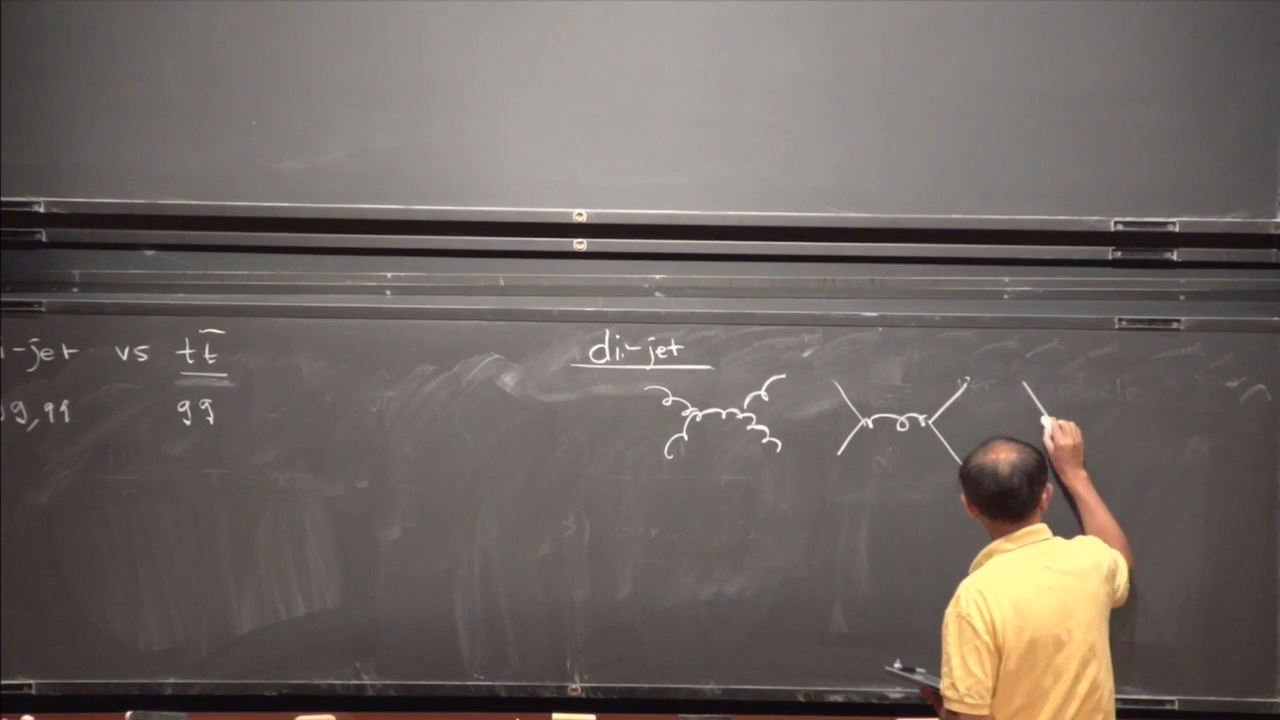 i-jet vs tt̄
gg, qq gg
di-jet